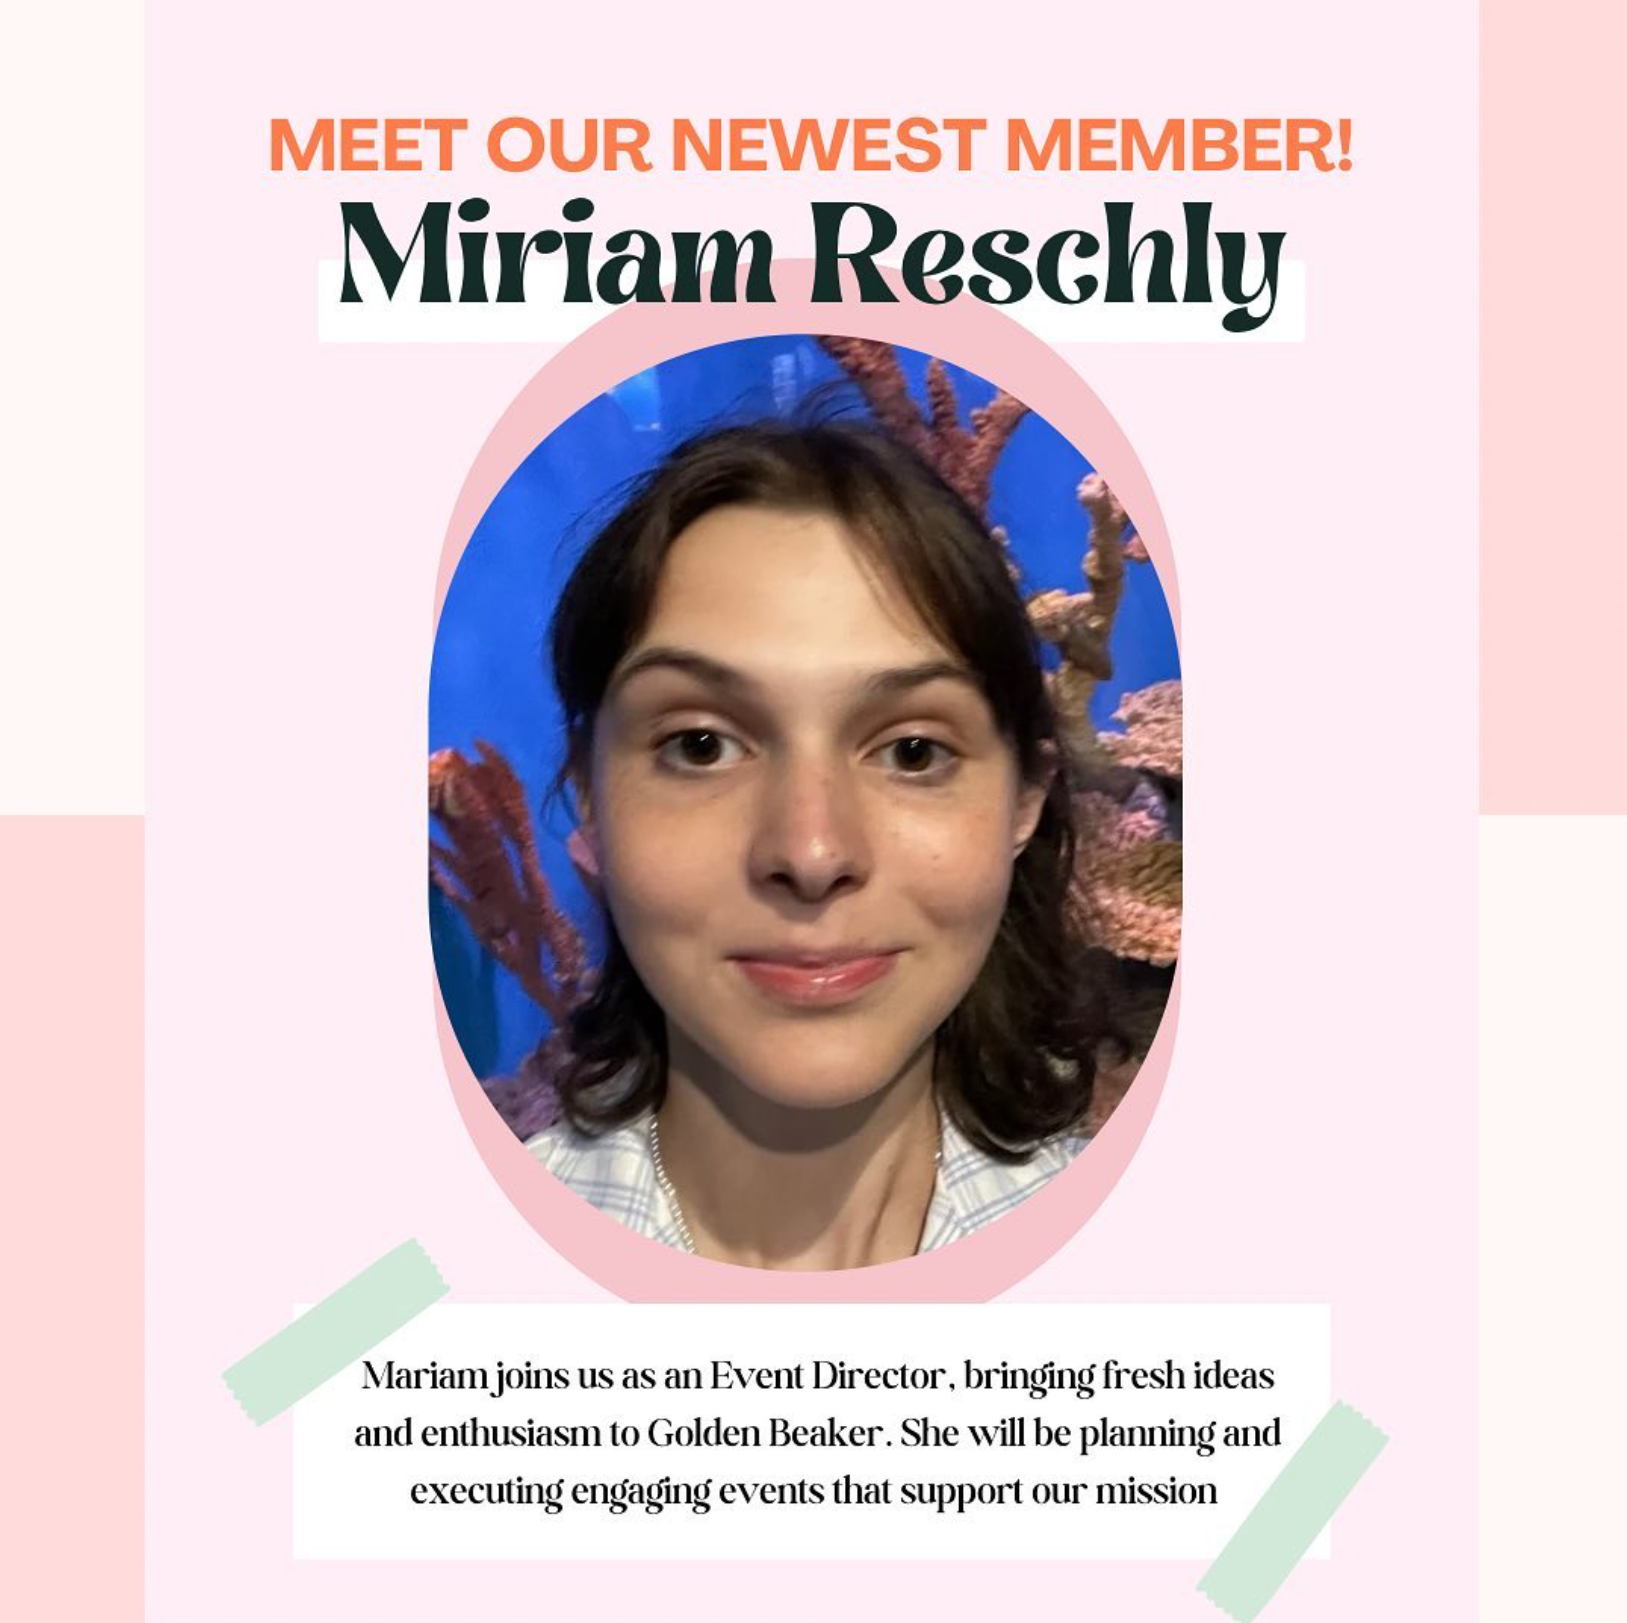 MEET OUR NEWEST MEMBER!
Miriam Reschly
Mariam joins us as an Event Director, bringing fresh ideas
and enthusiasm to Golden Beaker. She will be planning and
executing engaging events that support our mission